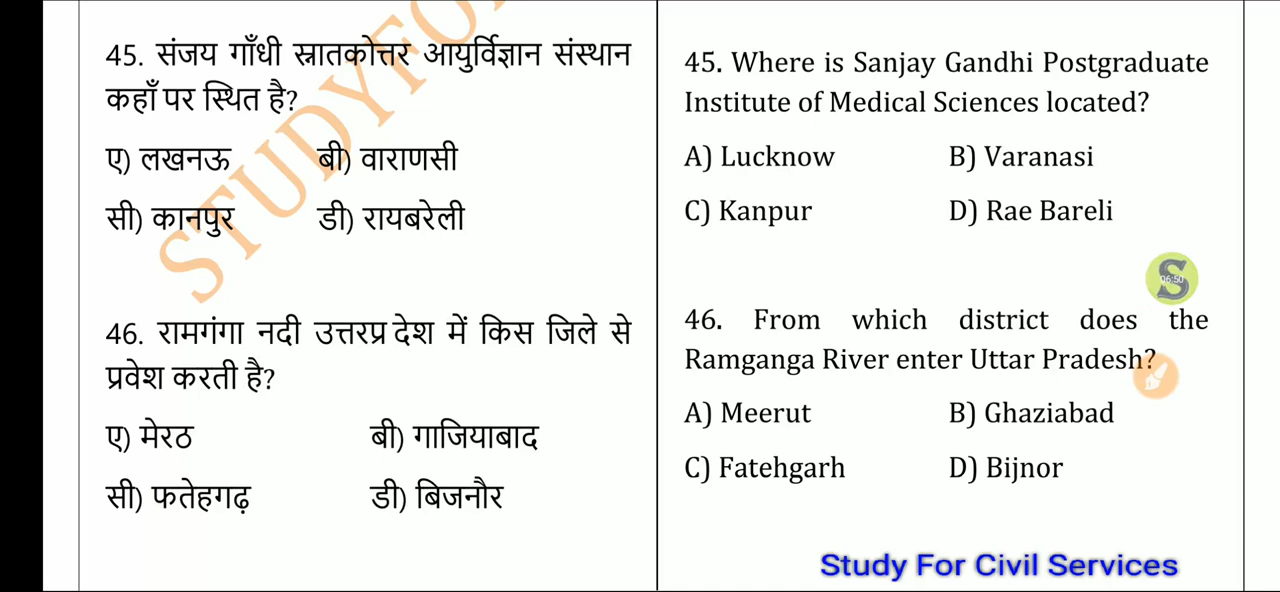 45. संजय गाँधी स्नातकोत्तर आयुर्विज्ञान संस्थान
कहाँ पर स्थित है?
ए) लखनऊ बी) वाराणसी
सी) कानपुर डी) रायबरेली
46. रामगंगा नदी उत्तरप्रदेश में किस जिले से
प्रवेश करती है?
ए) मेरठ बी) गाजियाबाद
सी) फतेहगढ़ डी) बिजनौर
45. Where is Sanjay Gandhi Postgraduate
Institute of Medical Sciences located?
A) Lucknow B) Varanasi
C) Kanpur D) Rae Bareli
S
06:50
46. From which district does the
Ramganga River enter Uttar Pradesh?
A) Meerut B) Ghaziabad
C) Fatehgarh D) Bijnor
Study For Civil Services
STUDYFO